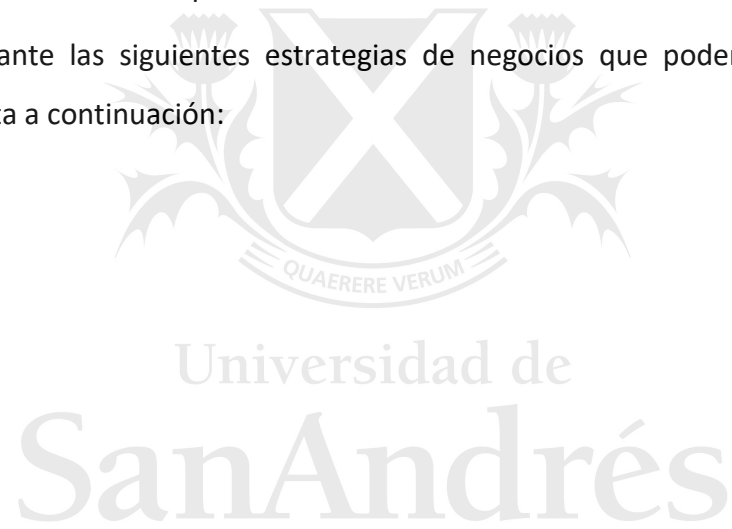 ante las siguientes estrategias de negocios que poder
ta a continuación:
QUAERERE VERUM
Universidad de
SanAndrés